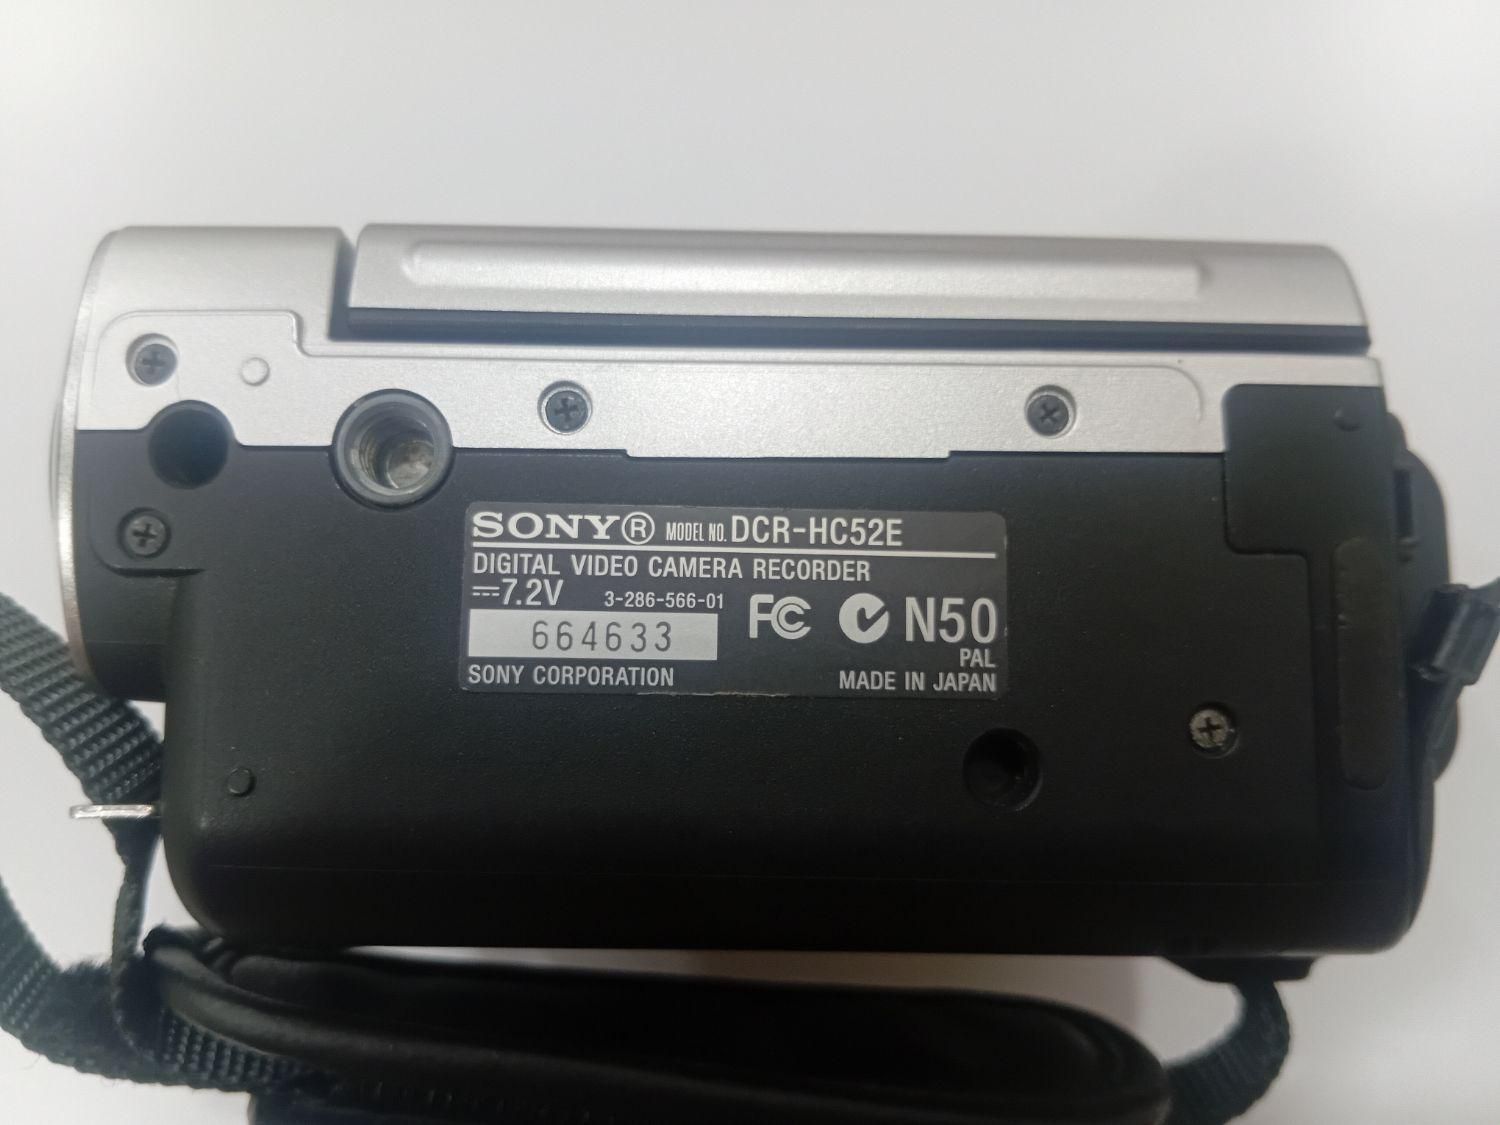 SONY® MODEL NO. DCR-HC52E
DIGITAL VIDEO CAMERA RECORDER
⎓7.2V 3-286-566-01
664633 FC N50
PAL
SONY CORPORATION MADE IN JAPAN